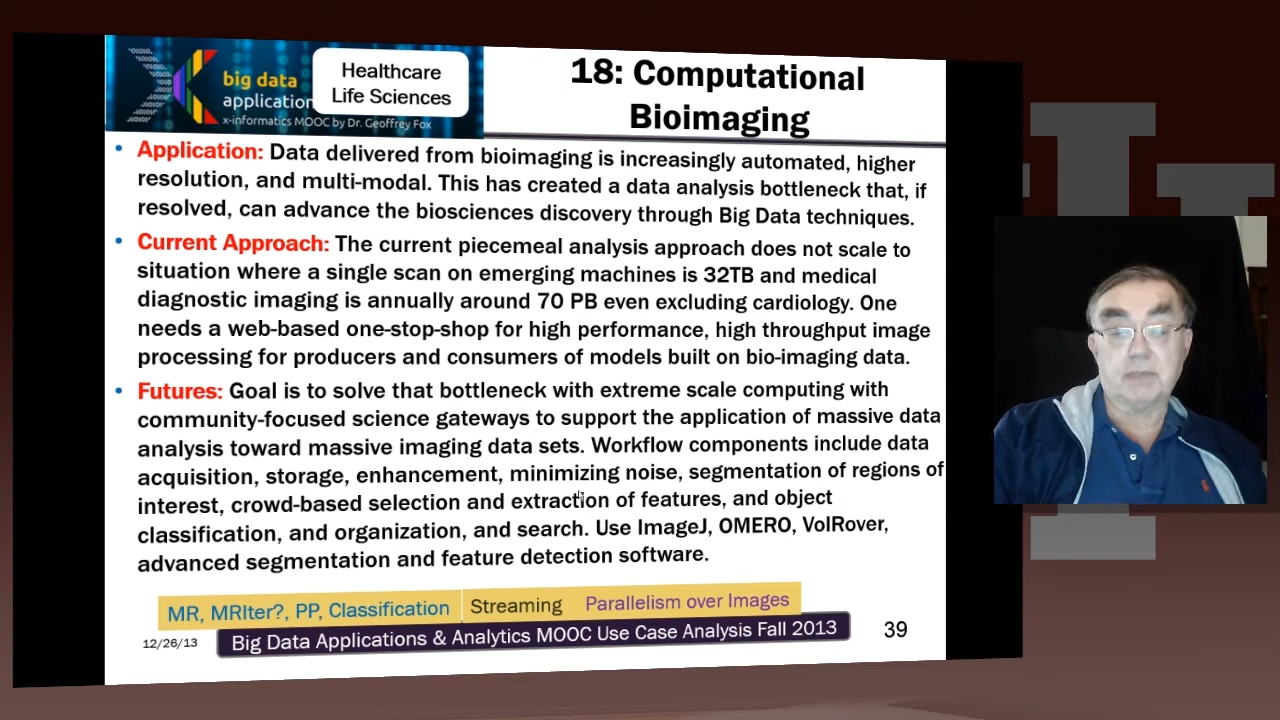 big data
application
x-informatics MOOC by Dr. Geoffrey Fox
Healthcare
Life Sciences
18: Computational
Bioimaging
• Application: Data delivered from bioimaging is increasingly automated, higher
resolution, and multi-modal. This has created a data analysis bottleneck that, if
resolved, can advance the biosciences discovery through Big Data techniques.
• Current Approach: The current piecemeal analysis approach does not scale to
situation where a single scan on emerging machines is 32TB and medical
diagnostic imaging is annually around 70 PB even excluding cardiology. One
needs a web-based one-stop-shop for high performance, high throughput image
processing for producers and consumers of models built on bio-imaging data.
• Futures: Goal is to solve that bottleneck with extreme scale computing with
community-focused science gateways to support the application of massive data
analysis toward massive imaging data sets. Workflow components include data
acquisition, storage, enhancement, minimizing noise, segmentation of regions of
interest, crowd-based selection and extraction of features, and object
classification, and organization, and search. Use ImageJ, OMERO, VolRover,
advanced segmentation and feature detection software.
MR, MRIter?, PP, Classification Streaming Parallelism over Images
12/26/13 Big Data Applications & Analytics MOOC Use Case Analysis Fall 2013 39